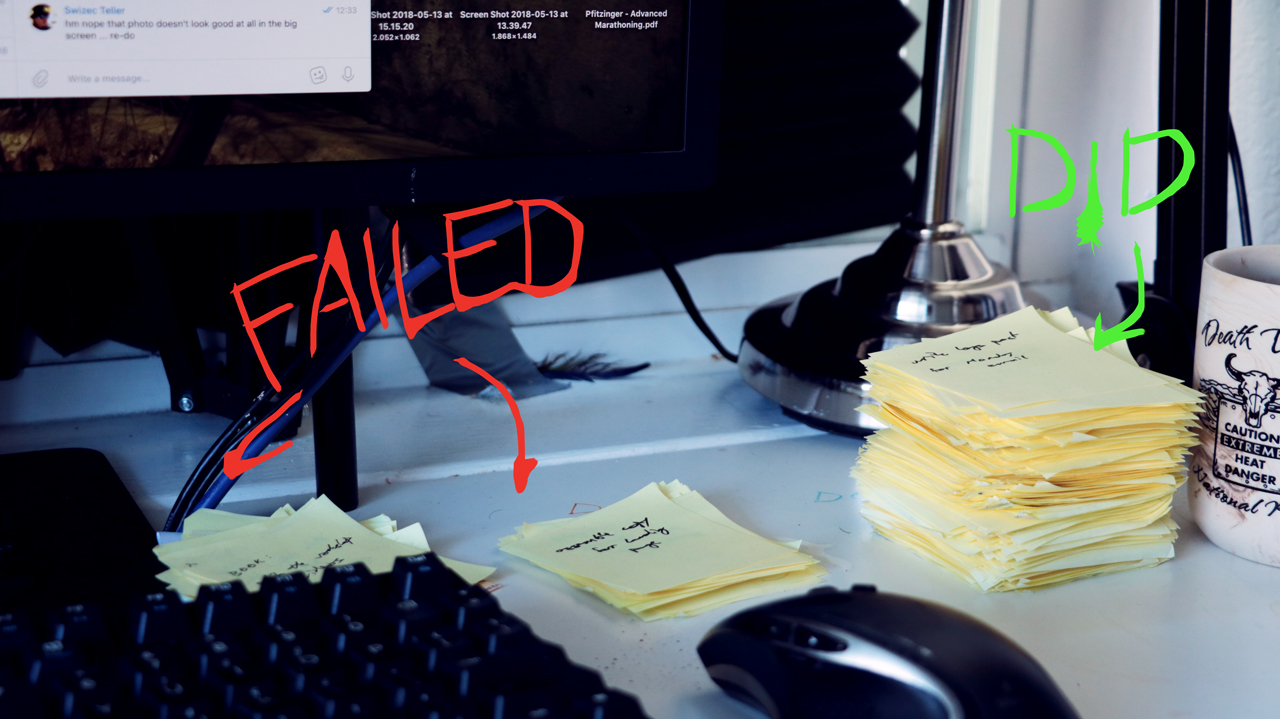 Swizec Teller
12:33
hm nope that photo doesn't look good at all in the big
screen ... re-do
Write a message...
Shot 2018-05-13 at
15.15.20
2.052×1.062
Screen Shot 2018-05-13 at
13.39.47
1.868×1.484
Pfitzinger - Advanced
Marathoning.pdf
FAILED
DID
write
for Monday
email
BOOK:
for
Death
CAUTION
EXTREME
HEAT
DANGER